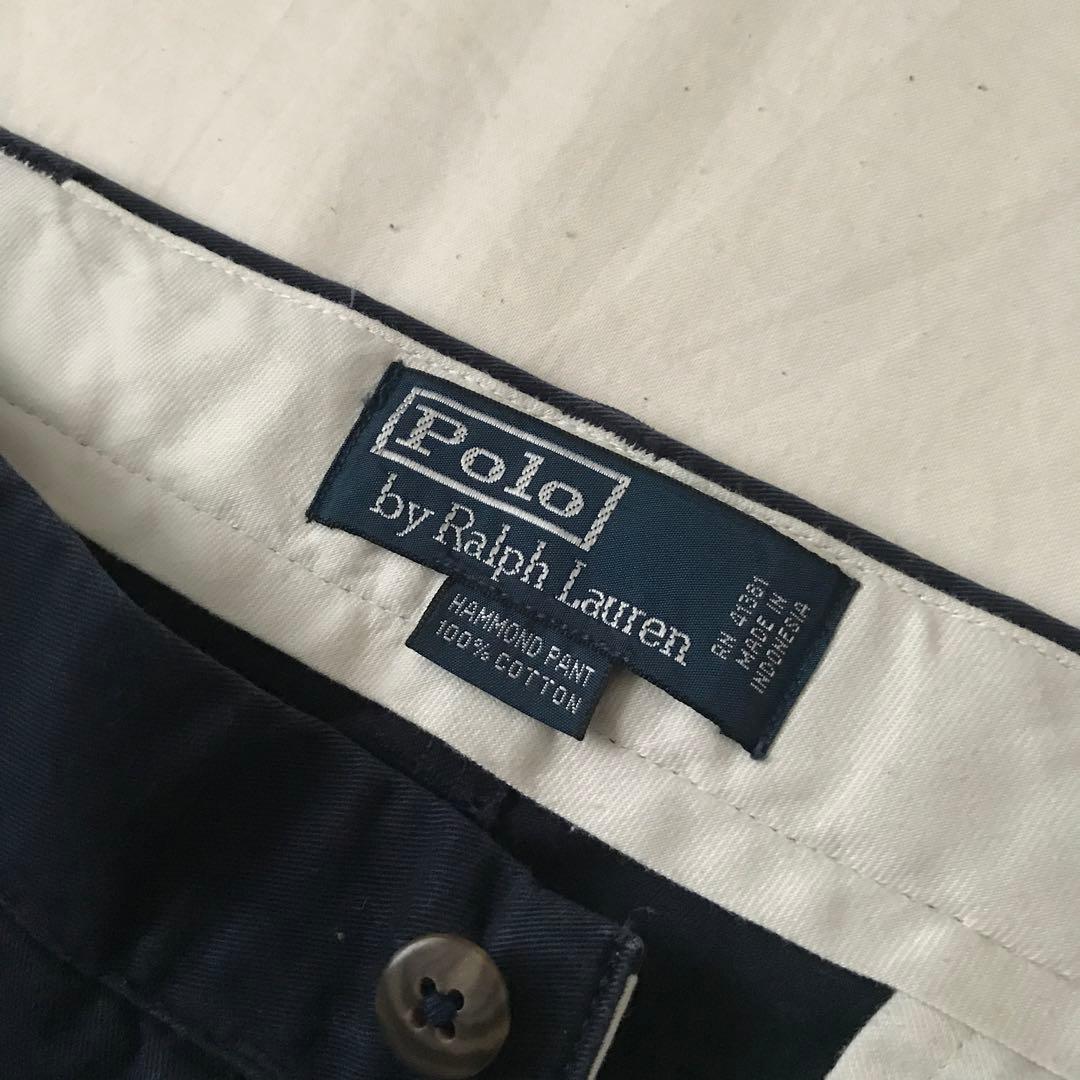 Polo
by Ralph Lauren
HAMMOND PANT
100% COTTON
RN 41381
MADE IN
INDONESIA